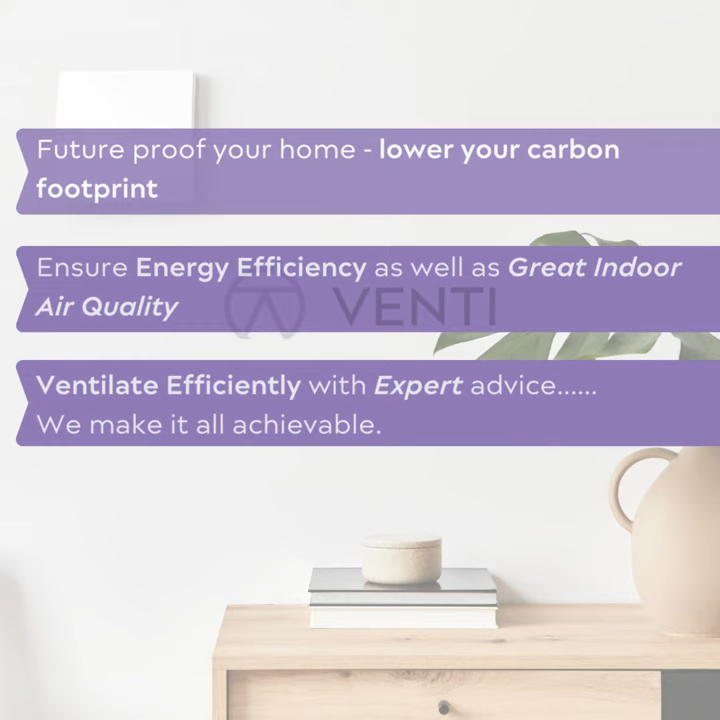 Future proof your home - lower your carbon
footprint
Ensure Energy Efficiency as well as Great Indoor
Air Quality
VENTI
Ventilate Efficiently with Expert advice......
We make it all achievable.